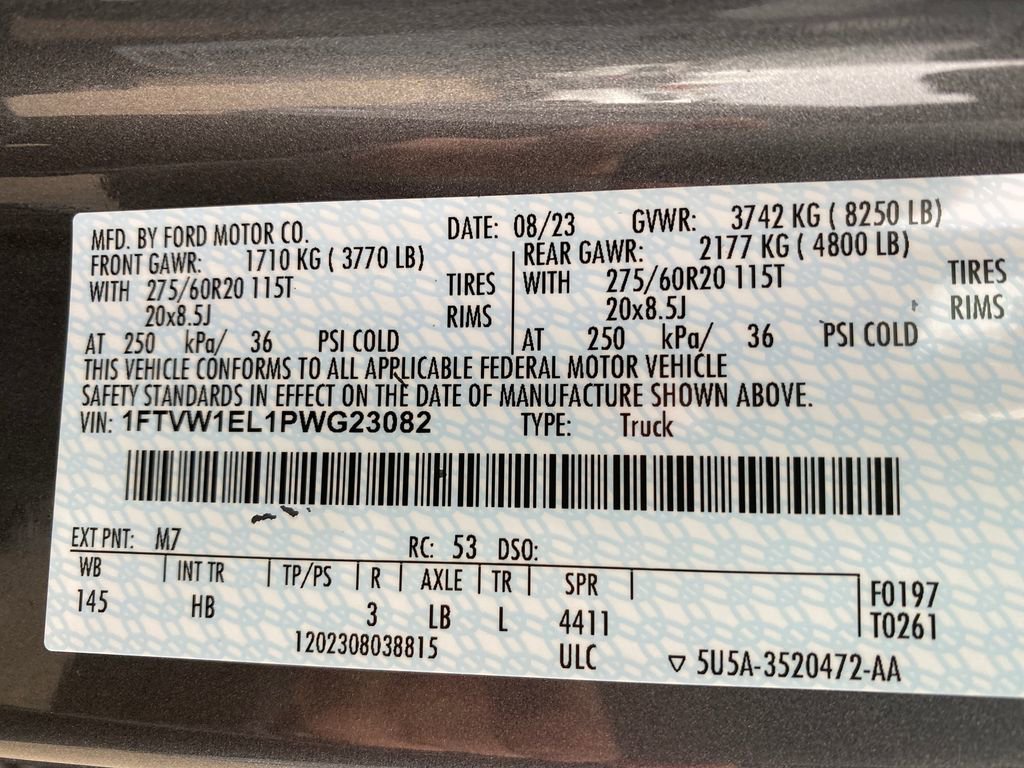 MFD. BY FORD MOTOR CO. DATE: 08/23 GVWR: 3742 KG ( 8250 LB)
FRONT GAWR: 1710 KG ( 3770 LB) REAR GAWR: 2177 KG ( 4800 LB)
WITH 275/60R20 115T TIRES WITH 275/60R20 115T TIRES
20x8.5J RIMS 20x8.5J RIMS
AT 250 kPa/ 36 PSI COLD AT 250 kPa/ 36 PSI COLD
THIS VEHICLE CONFORMS TO ALL APPLICABLE FEDERAL MOTOR VEHICLE
SAFETY STANDARDS IN EFFECT ON THE DATE OF MANUFACTURE SHOWN ABOVE.
VIN: 1FTVW1EL1PWG23082 TYPE: Truck
EXT PNT: M7 RC: 53 DSO:
WB INT TR TP/PS R AXLE TR SPR F0197
145 HB 3 LB L 4411 T0261
1202308038815 ULC ▽ 5U5A-3520472-AA